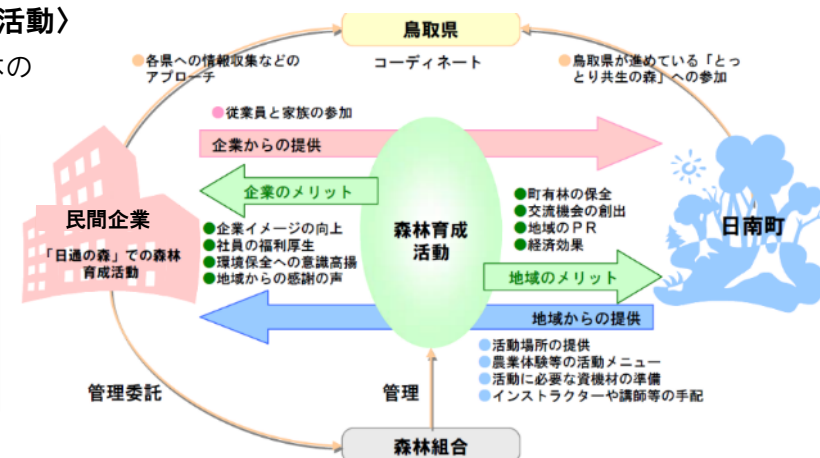 活動〉
体の
鳥取県
コーディネート
●各県への情報収集などの
アプローチ
●鳥取県が進めている「とっ
とり共生の森」への参加
●従業員と家族の参加
企業からの提供
企業のメリット
民間企業
「日通の森」での森林
育成活動
●企業イメージの向上
●社員の福利厚生
●環境保全への意識高揚
●地域からの感謝の声
森林育成
活動
●町有林の保全
●交流機会の創出
●地域のPR
●経済効果
日南町
地域のメリット
地域からの提供
●活動場所の提供
●農業体験等の活動メニュー
●活動に必要な資機材の準備
●インストラクターや講師等の手配
管理委託
管理
森林組合